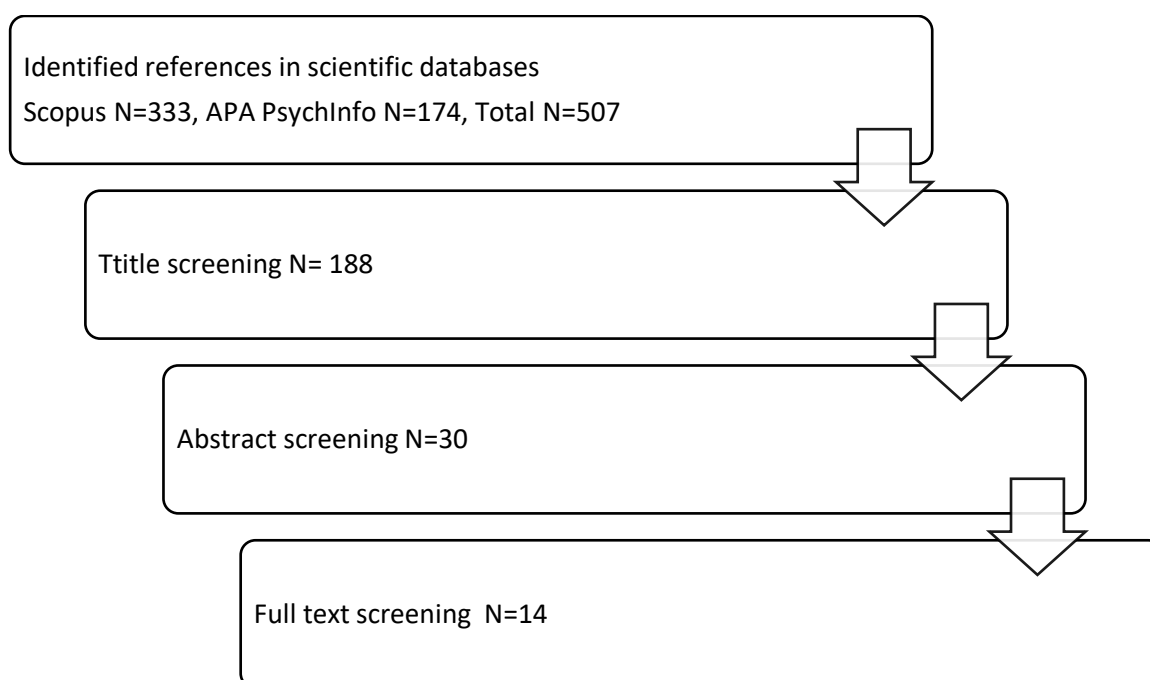 Identified references in scientific databases
Scopus N=333, APA PsychInfo N=174, Total N=507
Ttitle screening N= 188
Abstract screening N=30
Full text screening  N=14